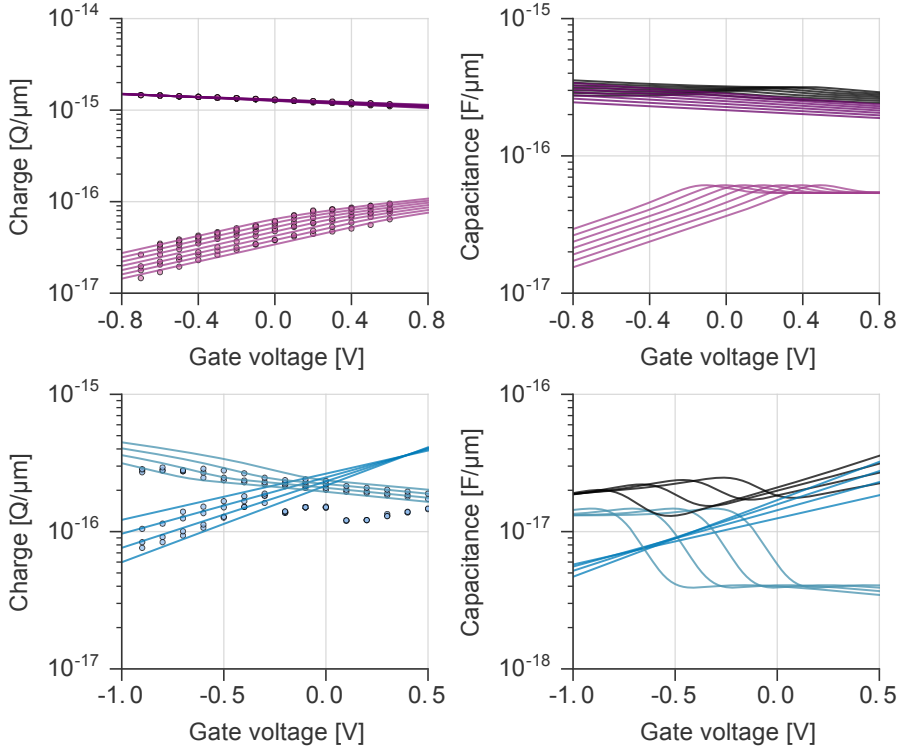 10-14
10-15
10-16
10-17
Charge [Q/μm]
-0.8 -0.4 0.0 0.4 0.8
Gate voltage [V]
10-15
10-16
10-17
Capacitance [F/μm]
-0.8 -0.4 0.0 0.4 0.8
Gate voltage [V]
10-15
10-16
10-17
Charge [Q/μm]
-1.0 -0.5 0.0 0.5
Gate voltage [V]
10-16
10-17
10-18
Capacitance [F/μm]
-1.0 -0.5 0.0 0.5
Gate voltage [V]